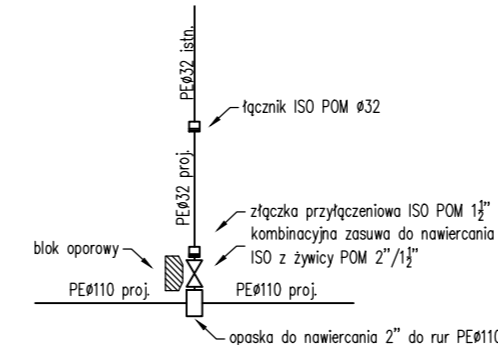 PEø32 istn.
łącznik ISO POM ø32
PEø32 proj.
złączka przyłączeniowa ISO POM 1½"
kombinacyjna zasuwa do nawiercania
ISO z żywicy POM 2"/1½"
blok oporowy
PEø110 proj.
PEø110 proj.
opaska do nawiercania 2" do rur PEø110